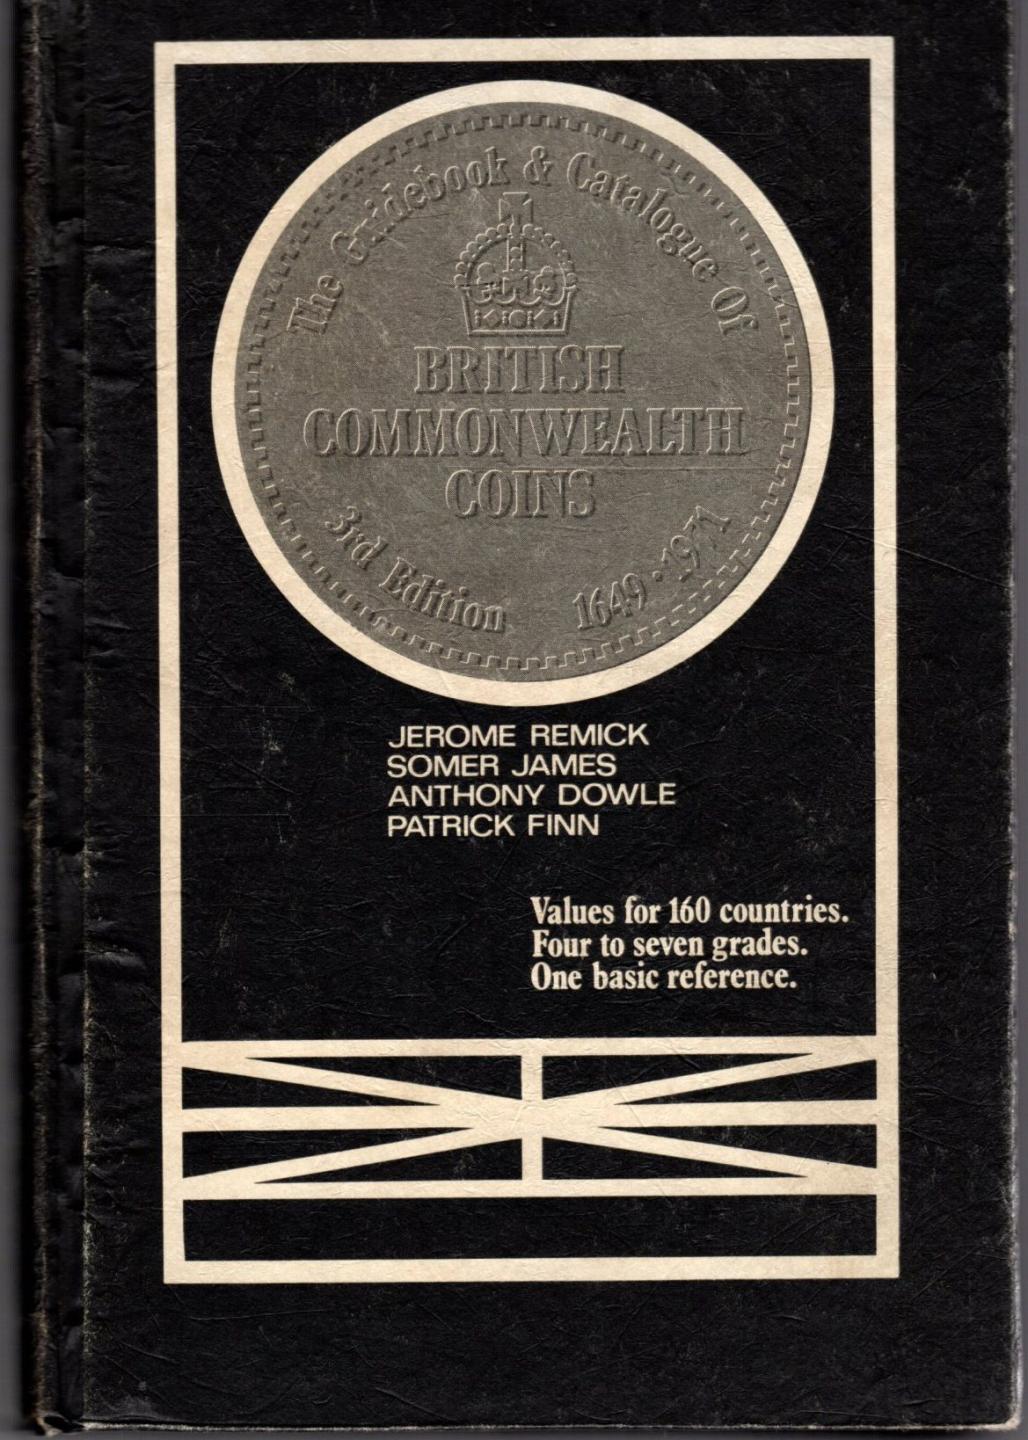 The Guidebook & Catalogue Of
BRITISH
COMMONWEALTH
COINS
3rd Edition 1649 · 1971
JEROME REMICK
SOMER JAMES
ANTHONY DOWLE
PATRICK FINN
Values for 160 countries.
Four to seven grades.
One basic reference.